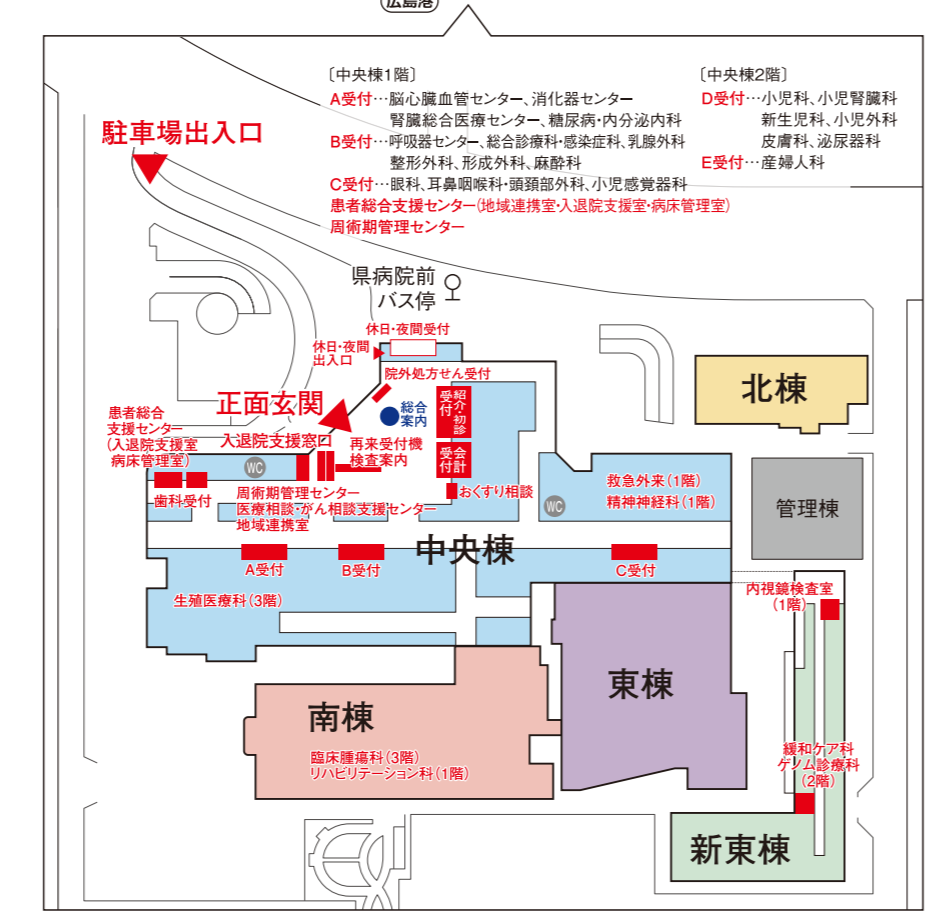 広島港
〔中央棟1階〕
A受付…脳心臓血管センター、消化器センター
腎臓総合医療センター、糖尿病・内分泌内科
B受付…呼吸器センター、総合診療科・感染症科、乳腺外科
整形外科、形成外科、麻酔科
C受付…眼科、耳鼻咽喉科・頭頚部外科、小児感覚器科
患者総合支援センター(地域連携室・入退院支援室・病床管理室)
周術期管理センター
〔中央棟2階〕
D受付…小児科、小児腎臓科
新生児科、小児外科
皮膚科、泌尿器科
E受付…産婦人科
駐車場出入口
県病院前
バス停
休日・夜間受付
休日・夜間
出入口
院外処方せん受付
正面玄関
総合
案内
紹介・初診
受付
会計
受付
患者総合
支援センター
(入退院支援室
病床管理室)
入退院支援窓口
再来受付機
検査案内
WC
歯科受付
周術期管理センター
医療相談・がん相談支援センター
地域連携室
おくすり相談
WC
救急外来(1階)
精神神経科(1階)
北棟
管理棟
中央棟
A受付
B受付
C受付
生殖医療科(3階)
内視鏡検査室
(1階)
東棟
南棟
臨床腫瘍科(3階)
リハビリテーション科(1階)
緩和ケア科
ゲノム診療科
(2階)
新東棟